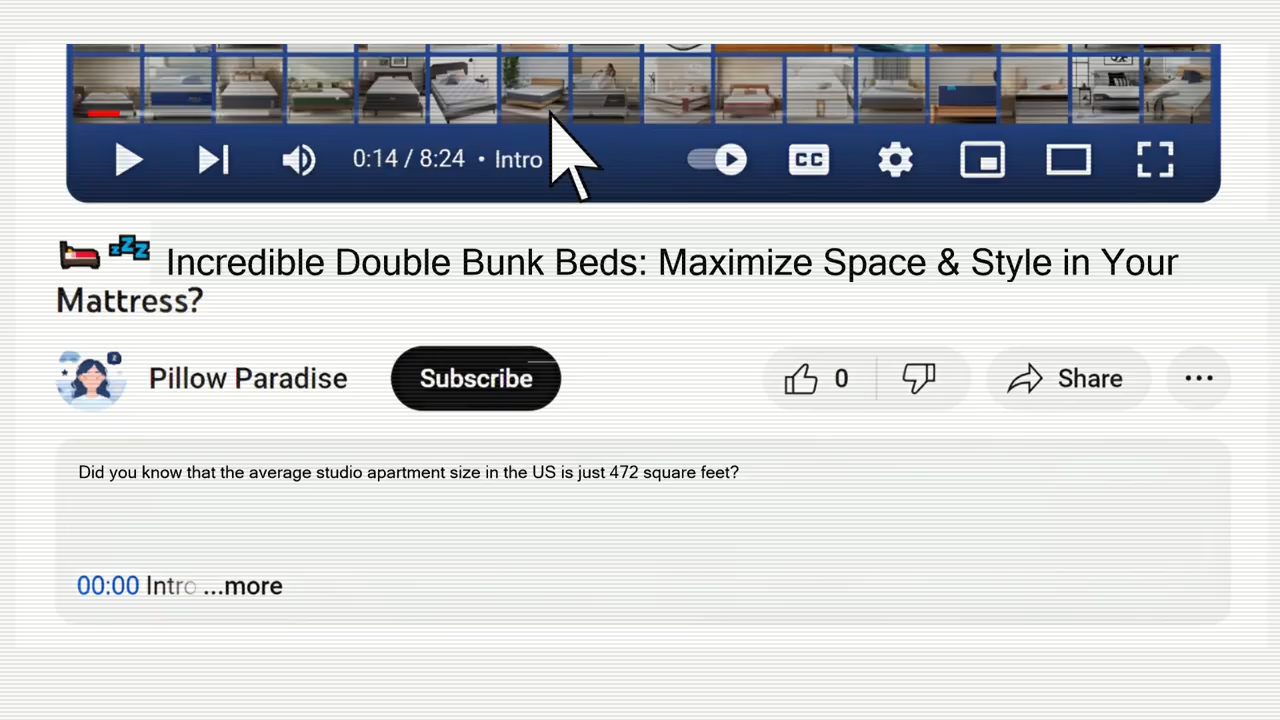 0:14 / 8:24 • Intro
CC
Incredible Double Bunk Beds: Maximize Space & Style in Your
Mattress?
Pillow Paradise
Subscribe
0
Share
Did you know that the average studio apartment size in the US is just 472 square feet?
00:00 Intro ...more